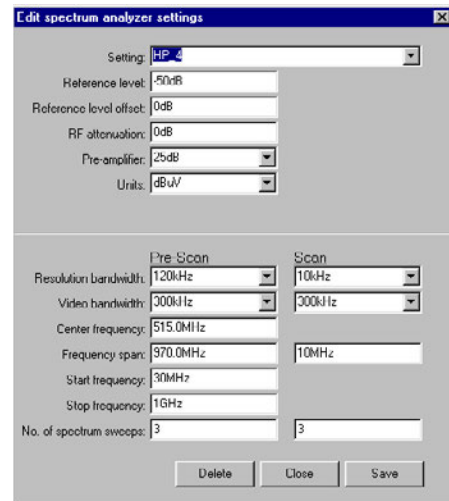 Edit spectrum analyzer settings
Setting: HP_4
Reference level: -50dB
Reference level offset: 0dB
RF attenuation: 0dB
Pre-amplifier: 25dB
Units: dBuV
Pre-Scan Scan
Resolution bandwidth: 120kHz 10kHz
Video bandwidth: 300kHz 300kHz
Center frequency: 515.0MHz
Frequency span: 970.0MHz 10MHz
Start frequency: 30MHz
Stop frequency: 1GHz
No. of spectrum sweeps: 3 3
Delete Close Save